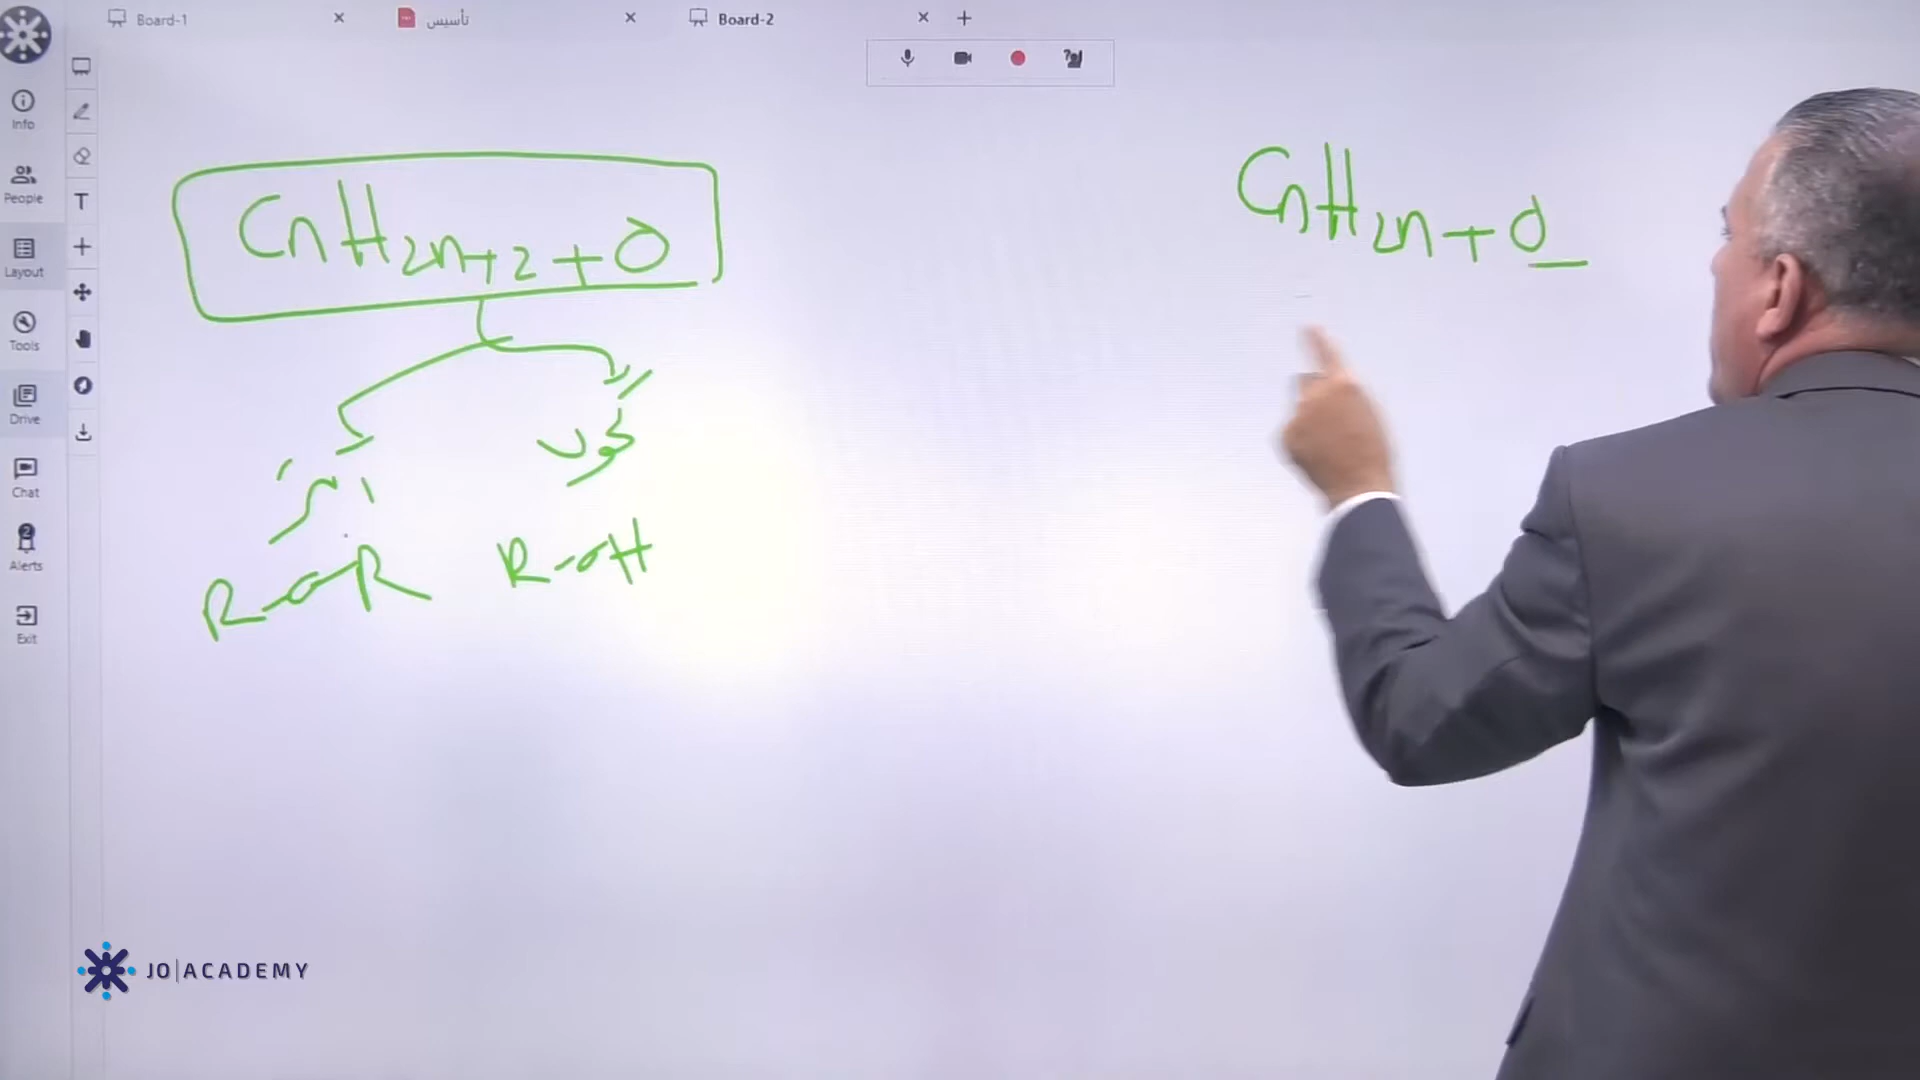 Board-1
تأسيس
Board-2
Info
People
Layout
Tools
Drive
Chat
2
Alerts
Exit
T
CnH2n+2 + O
CnH2n + O
كحول
R-O-R
R-OH
JO|ACADEMY